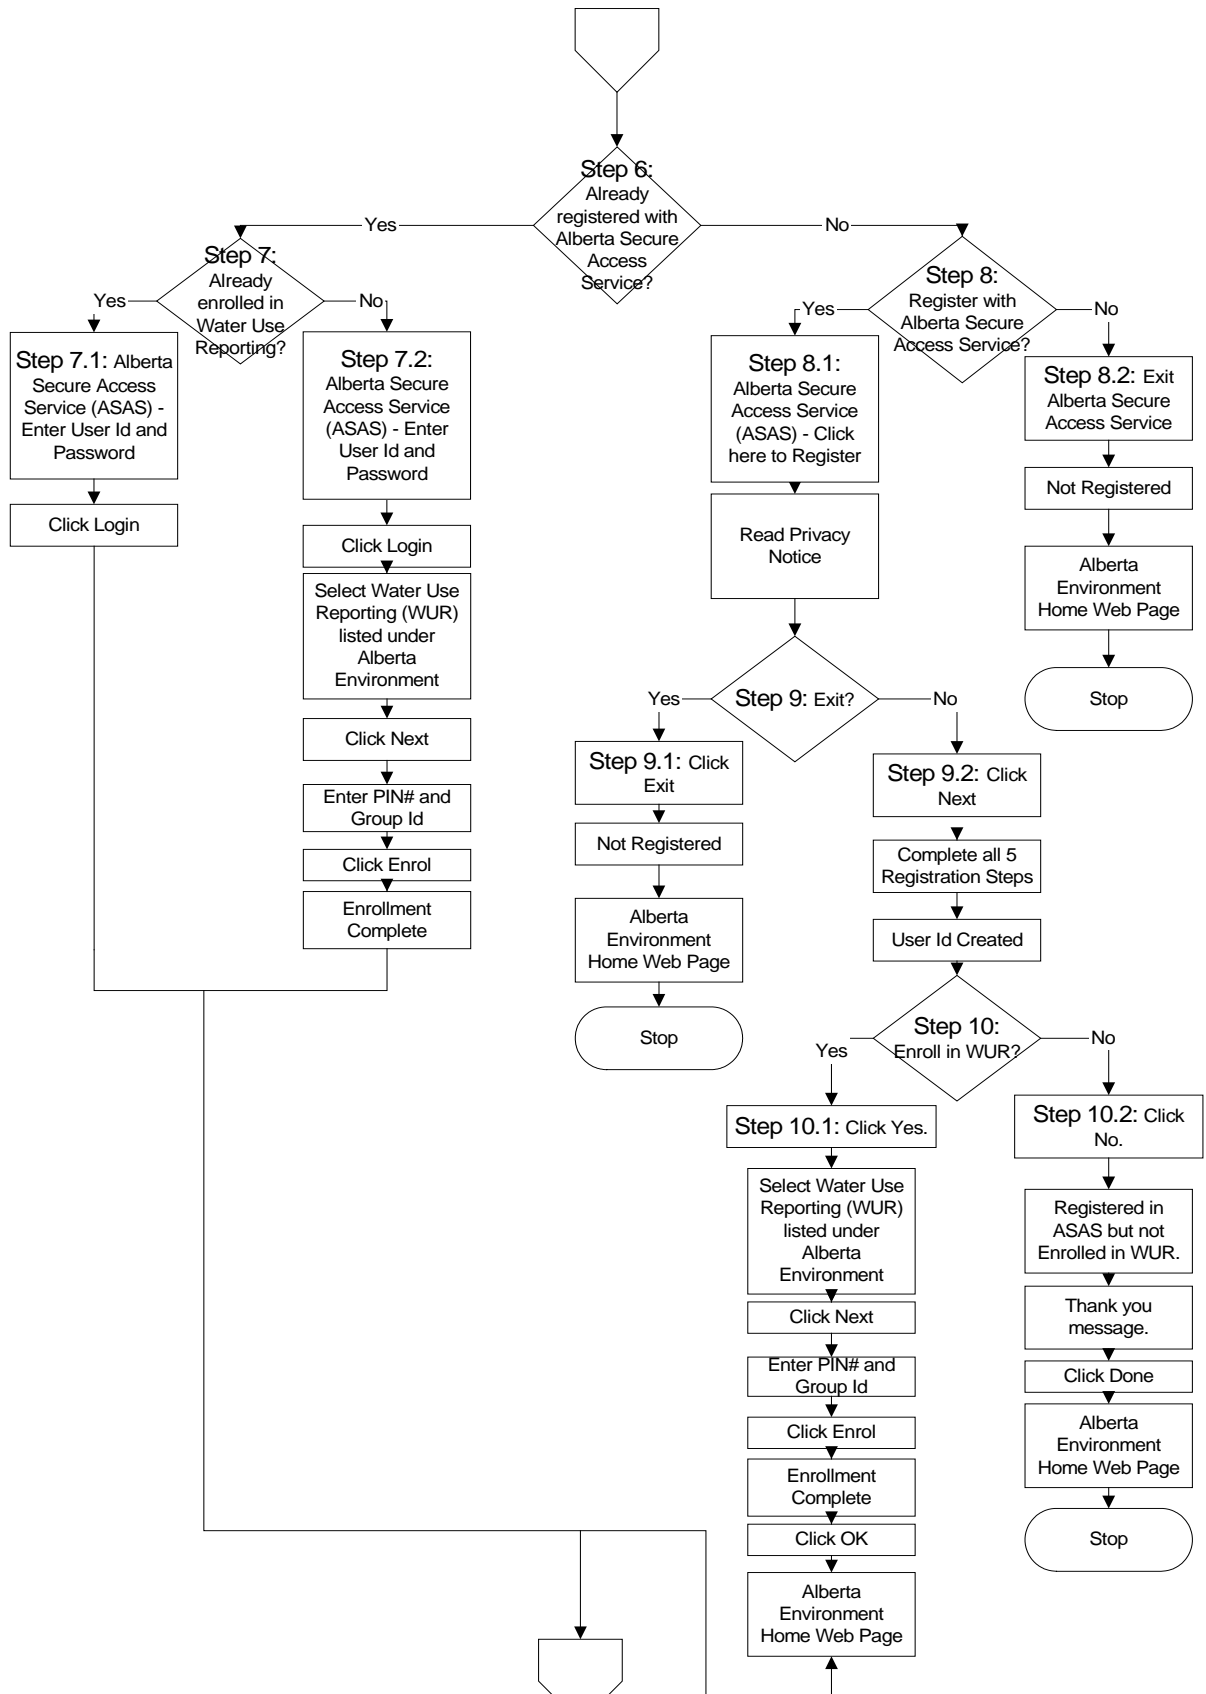 Step 6:
Already
registered with
Alberta Secure
Access
Service?
Yes
No
Step 7:
Already
enrolled in
Water Use
Reporting?
Yes
No
Step 7.1: Alberta
Secure Access
Service (ASAS) -
Enter User Id and
Password
Click Login
Step 7.2:
Alberta Secure
Access Service
(ASAS) - Enter
User Id and
Password
Click Login
Select Water Use
Reporting (WUR)
listed under
Alberta
Environment
Click Next
Enter PIN# and
Group Id
Click Enrol
Enrollment
Complete
Step 8:
Register with
Alberta Secure
Access Service?
Yes
No
Step 8.1:
Alberta Secure
Access Service
(ASAS) - Click
here to Register
Read Privacy
Notice
Step 8.2: Exit
Alberta Secure
Access Service
Not Registered
Alberta
Environment
Home Web Page
Stop
Step 9: Exit?
Yes
No
Step 9.1: Click
Exit
Not Registered
Alberta
Environment
Home Web Page
Stop
Step 9.2: Click
Next
Complete all 5
Registration Steps
User Id Created
Step 10:
Enroll in WUR?
Yes
No
Step 10.1: Click Yes.
Select Water Use
Reporting (WUR)
listed under
Alberta
Environment
Click Next
Enter PIN# and
Group Id
Click Enrol
Enrollment
Complete
Click OK
Alberta
Environment
Home Web Page
Step 10.2: Click
No.
Registered in
ASAS but not
Enrolled in WUR.
Thank you
message.
Click Done
Alberta
Environment
Home Web Page
Stop